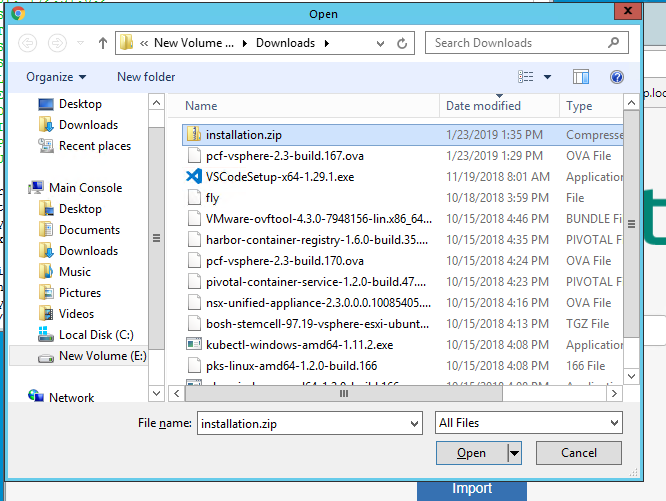 Open
x
« New Volume ... Downloads
Search Downloads
Organize New folder
Desktop
Downloads
Recent places
Main Console
Desktop
Documents
Downloads
Music
Pictures
Videos
Local Disk (C:)
New Volume (E:)
Network
Name Date modified Type
installation.zip 1/23/2019 1:35 PM Compresse
pcf-vsphere-2.3-build.167.ova 1/23/2019 1:29 PM OVA File
VSCodeSetup-x64-1.29.1.exe 11/19/2018 8:01 AM Application
fly 10/18/2018 3:59 PM File
VMware-ovftool-4.3.0-7948156-lin.x86_64... 10/15/2018 4:46 PM BUNDLE F
harbor-container-registry-1.6.0-build.35.... 10/15/2018 4:35 PM PIVOTAL F
pcf-vsphere-2.3-build.170.ova 10/15/2018 4:24 PM OVA File
pivotal-container-service-1.2.0-build.47.... 10/15/2018 4:23 PM PIVOTAL F
nsx-unified-appliance-2.3.0.0.0.10085405.... 10/15/2018 4:16 PM OVA File
bosh-stemcell-97.19-vsphere-esxi-ubunt... 10/15/2018 4:13 PM TGZ File
kubectl-windows-amd64-1.11.2.exe 10/15/2018 4:08 PM Application
pks-linux-amd64-1.2.0-build.166 10/15/2018 4:08 PM 166 File
File name: installation.zip All Files
Open Cancel
p.loc
t
Import